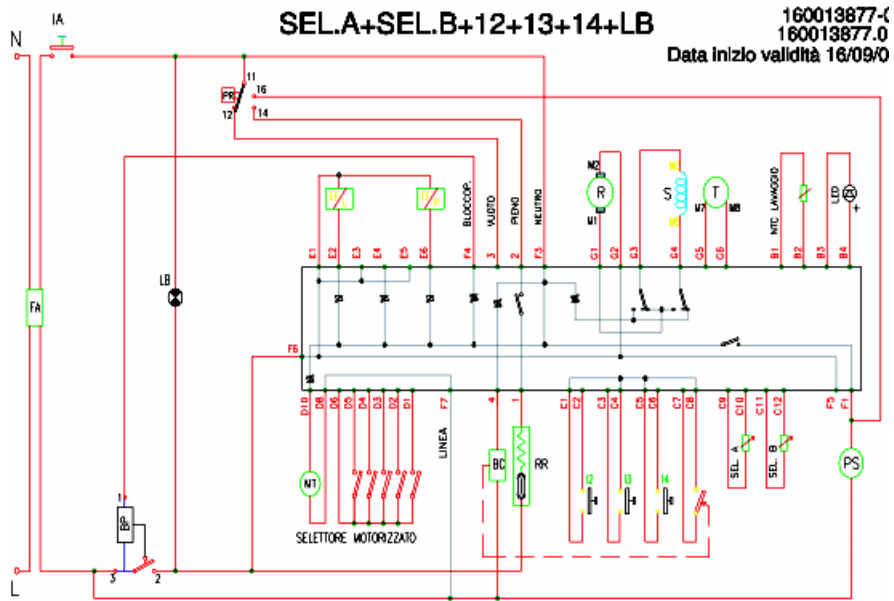 SEL.A+SEL.B+12+13+14+LB
160013877-0
160013877.0
Data inizio validità 16/09/0
N
IA
11
PR
16
12
14
BLOCCOP.
VUOTO
PIENO
NEUTRO
M2
R
M1
S
T
M7
M8
NTC LAVAGGIO
LED
+
E1
E2
E3
E4
E5
E6
F4
3
2
F3
G1
G2
G3
G4
G5
G6
B1
B2
B3
B4
FA
LB
F6
D10
D8
D6
D5
D4
D3
D2
D1
F7
4
1
C1
C2
C3
C4
C5
C6
C7
C8
C9
C10
C11
C12
F5
F1
LINEA
MT
BC
RR
I2
I3
I4
SEL. A
SEL. B
PS
SELETTORE MOTORIZZATO
1
BP
3
2
L